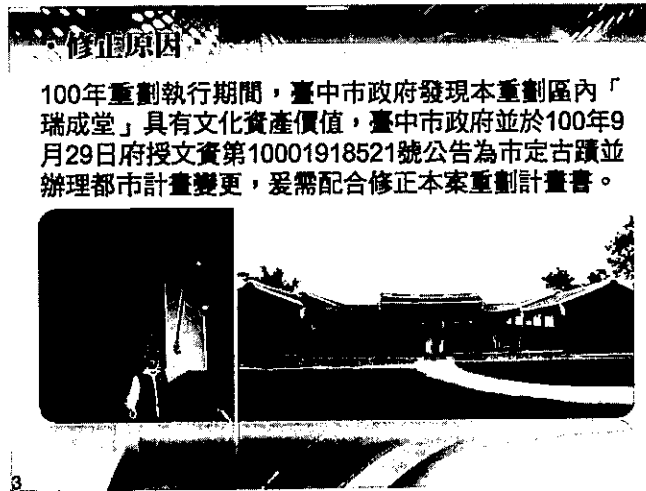 修正原因
100年重劃執行期間，臺中市政府發現本重劃區內「
瑞成堂」具有文化資產價值，臺中市政府並於100年9
月29日府授文資第10001918521號公告為市定古蹟並
辦理都市計畫變更，爰需配合修正本案重劃計畫書。
3